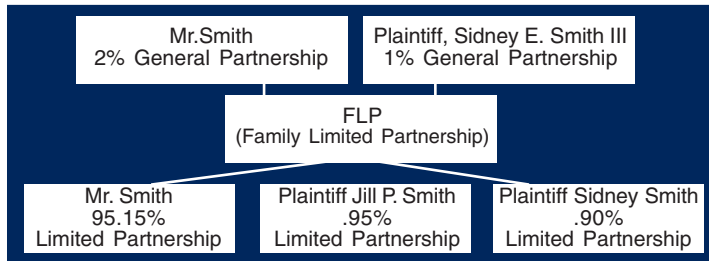 Mr.Smith
2% General Partnership
Plaintiff, Sidney E. Smith III
1% General Partnership
FLP
(Family Limited Partnership)
Mr. Smith
95.15%
Limited Partnership
Plaintiff Jill P. Smith
.95%
Limited Partnership
Plaintiff Sidney Smith
.90%
Limited Partnership